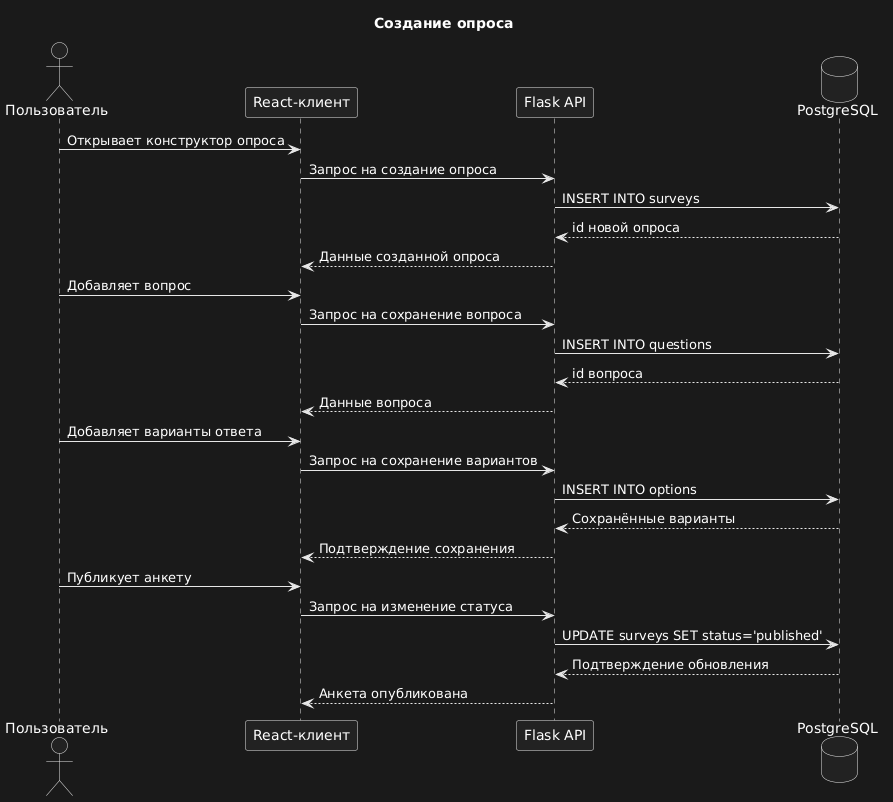 Создание опроса
Пользователь
React-клиент
Flask API
PostgreSQL
Открывает конструктор опроса
Запрос на создание опроса
INSERT INTO surveys
id новой опроса
Данные созданной опроса
Добавляет вопрос
Запрос на сохранение вопроса
INSERT INTO questions
id вопроса
Данные вопроса
Добавляет варианты ответа
Запрос на сохранение вариантов
INSERT INTO options
Сохранённые варианты
Подтверждение сохранения
Публикует анкету
Запрос на изменение статуса
UPDATE surveys SET status='published'
Подтверждение обновления
Анкета опубликована
Пользователь
React-клиент
Flask API
PostgreSQL